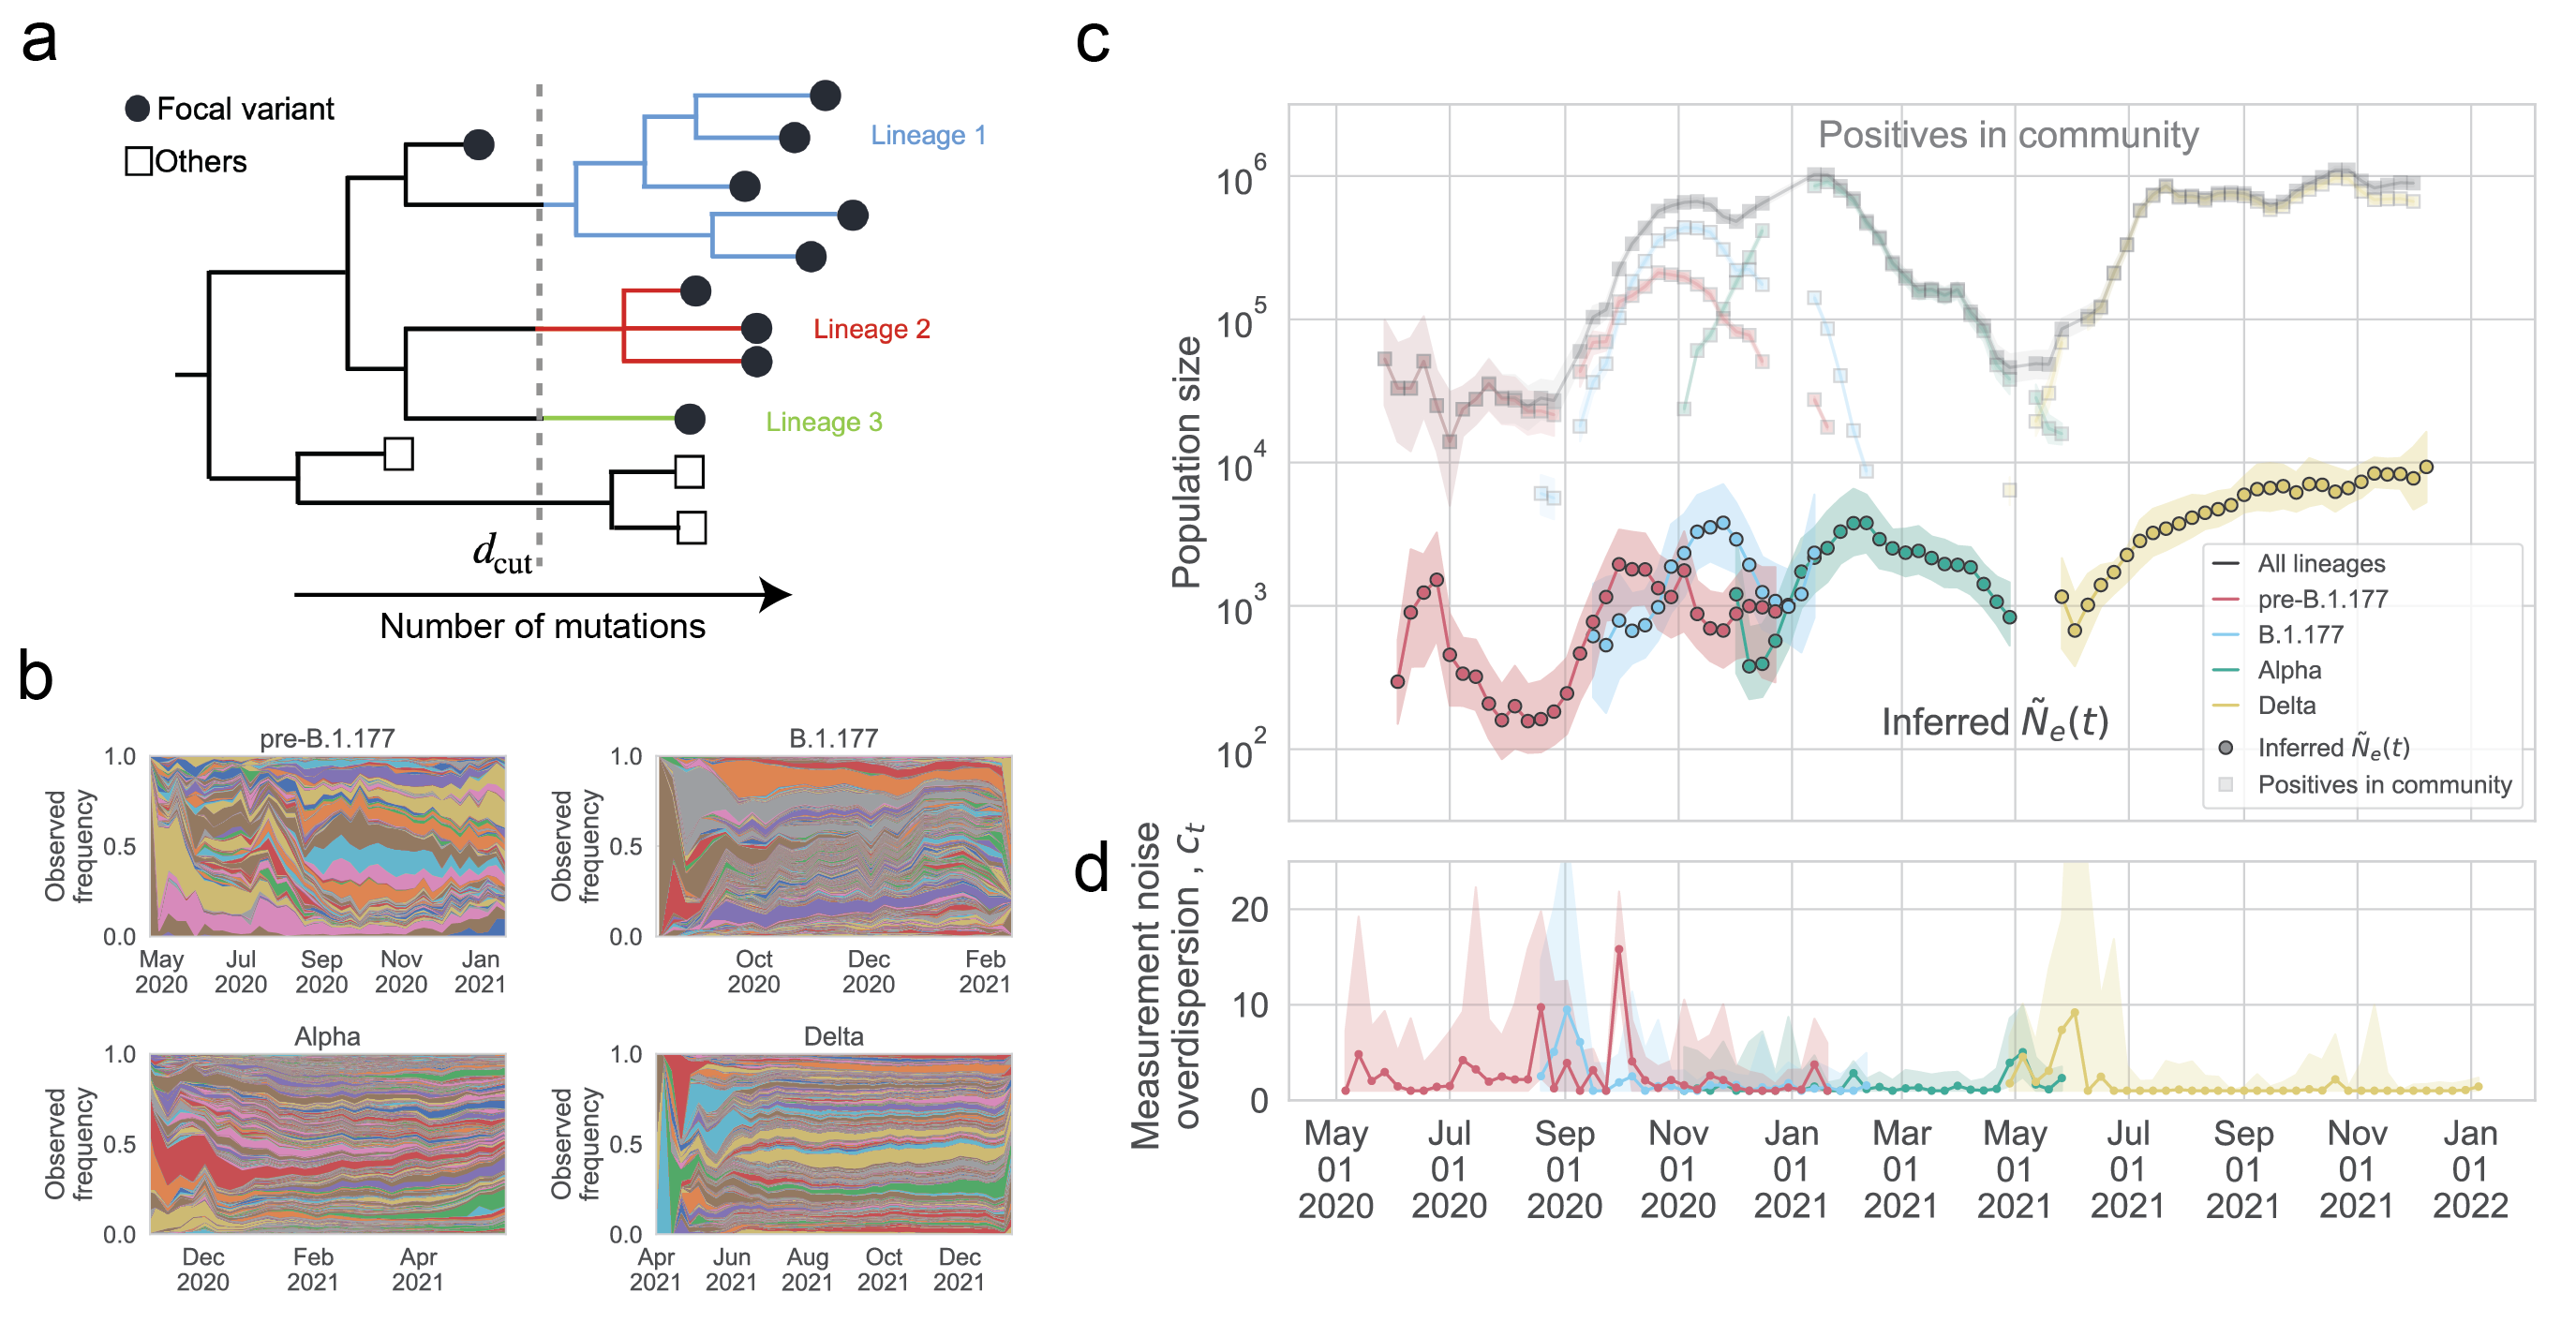 a
Focal variant
Others
Lineage 1
Lineage 2
Lineage 3
dcut
Number of mutations
b
pre-B.1.177
Observed
frequency
1.0
0.5
0.0
May
2020
Jul
2020
Sep
2020
Nov
2020
Jan
2021
B.1.177
Observed
frequency
1.0
0.5
0.0
Oct
2020
Dec
2020
Feb
2021
Alpha
Observed
frequency
1.0
0.5
0.0
Dec
2020
Feb
2021
Apr
2021
Delta
Observed
frequency
1.0
0.5
0.0
Apr
2021
Jun
2021
Aug
2021
Oct
2021
Dec
2021
c
Positives in community
Population size
10^6
10^5
10^4
10^3
10^2
Inferred Ñe(t)
All lineages
pre-B.1.177
B.1.177
Alpha
Delta
Inferred Ñe(t)
Positives in community
d
Measurement noise
overdispersion , ct
20
10
0
May
01
2020
Jul
01
2020
Sep
01
2020
Nov
01
2020
Jan
01
2021
Mar
01
2021
May
01
2021
Jul
01
2021
Sep
01
2021
Nov
01
2021
Jan
01
2022